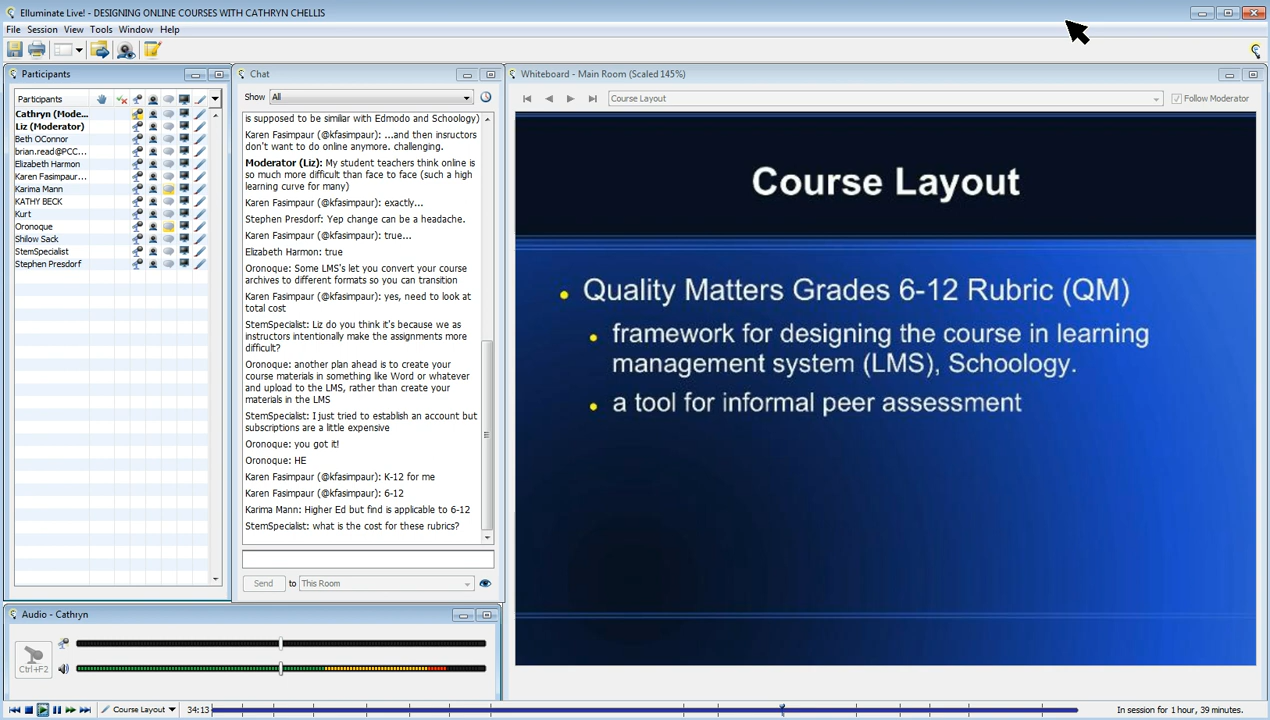 Elluminate Live! - DESIGNING ONLINE COURSES WITH CATHRYN CHELLIS
File Session View Tools Window Help
Participants
Participants
Cathryn (Mode...
Liz (Moderator)
Beth OConnor
brian.read@PCC...
Elizabeth Harmon
Karen Fasimpaur...
Karima Mann
KATHY BECK
Kurt
Oronoque
Shilow Sack
StemSpecialist
Stephen Presdorf
Chat
Show All
is supposed to be similiar with Edmodo and Schoology)
Karen Fasimpaur (@kfasimpaur): ...and then insructors
don't want to do online anymore. challenging.
Moderator (Liz): My student teachers think online is
so much more difficult than face to face (such a high
learning curve for many)
Karen Fasimpaur (@kfasimpaur): exactly...
Stephen Presdorf: Yep change can be a headache.
Karen Fasimpaur (@kfasimpaur): true...
Elizabeth Harmon: true
Oronoque: Some LMS's let you convert your course
archives to different formats so you can transition
Karen Fasimpaur (@kfasimpaur): yes, need to look at
total cost
StemSpecialist: Liz do you think it's because we as
instructors intentionally make the assignments more
difficult?
Oronoque: another plan ahead is to create your
course materials in something like Word or whatever
and upload to the LMS, rather than create your
materials in the LMS
StemSpecialist: I just tried to establish an account but
subscriptions are a little expensive
Oronoque: you got it!
Oronoque: HE
Karen Fasimpaur (@kfasimpaur): K-12 for me
Karen Fasimpaur (@kfasimpaur): 6-12
Karima Mann: Higher Ed but find is applicable to 6-12
StemSpecialist: what is the cost for these rubrics?
Send to This Room
Whiteboard - Main Room (Scaled 145%)
Course Layout Follow Moderator
Course Layout
Quality Matters Grades 6-12 Rubric (QM)
framework for designing the course in learning
management system (LMS), Schoology.
a tool for informal peer assessment
Audio - Cathryn
Ctrl+F2
Course Layout 34:13 In session for 1 hour, 39 minutes.